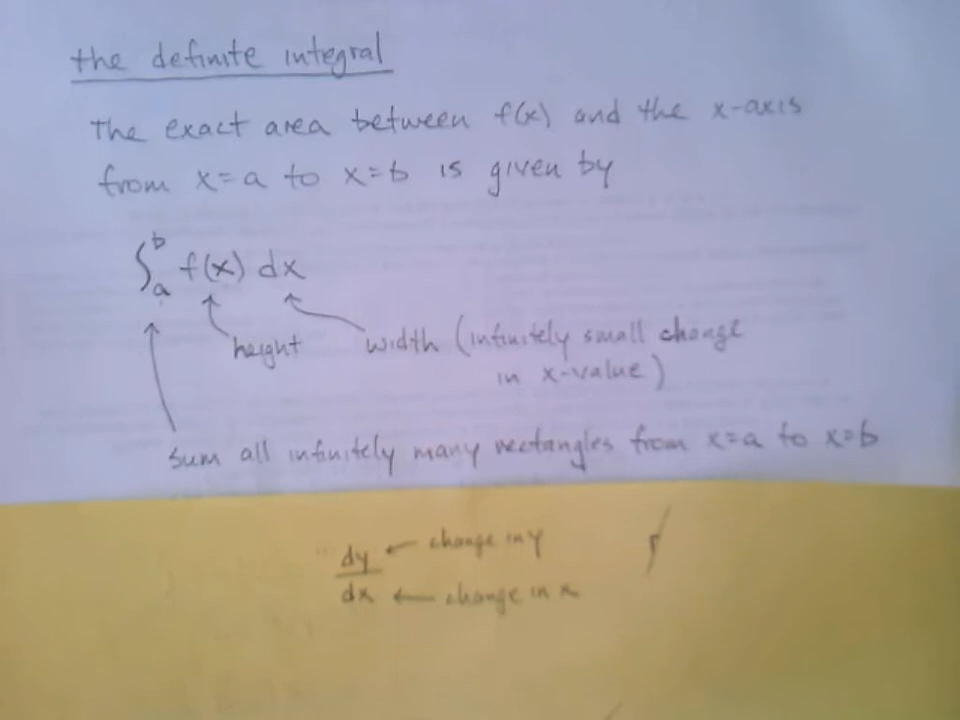 the definite integral
The exact area between f(x) and the x-axis
from x=a to x=b is given by
∫ₐᵇ f(x) dx
height
width (infinitely small change
in x-value)
sum all infinitely many rectangles from x=a to x=b
dy ← change in y
dx ← change in x